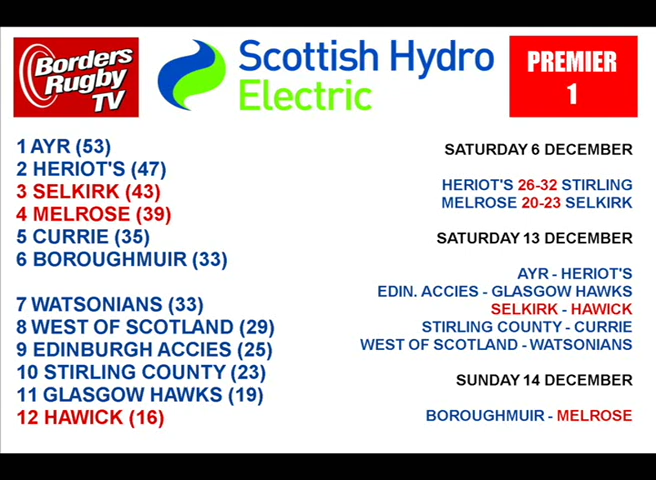 Borders
Rugby
TV
Scottish Hydro
Electric
PREMIER
1
1 AYR (53)
2 HERIOT'S (47)
3 SELKIRK (43)
4 MELROSE (39)
5 CURRIE (35)
6 BOROUGHMUIR (33)
7 WATSONIANS (33)
8 WEST OF SCOTLAND (29)
9 EDINBURGH ACCIES (25)
10 STIRLING COUNTY (23)
11 GLASGOW HAWKS (19)
12 HAWICK (16)
SATURDAY 6 DECEMBER
HERIOT'S 26-32 STIRLING
MELROSE 20-23 SELKIRK
SATURDAY 13 DECEMBER
AYR - HERIOT'S
EDIN. ACCIES - GLASGOW HAWKS
SELKIRK - HAWICK
STIRLING COUNTY - CURRIE
WEST OF SCOTLAND - WATSONIANS
SUNDAY 14 DECEMBER
BOROUGHMUIR - MELROSE